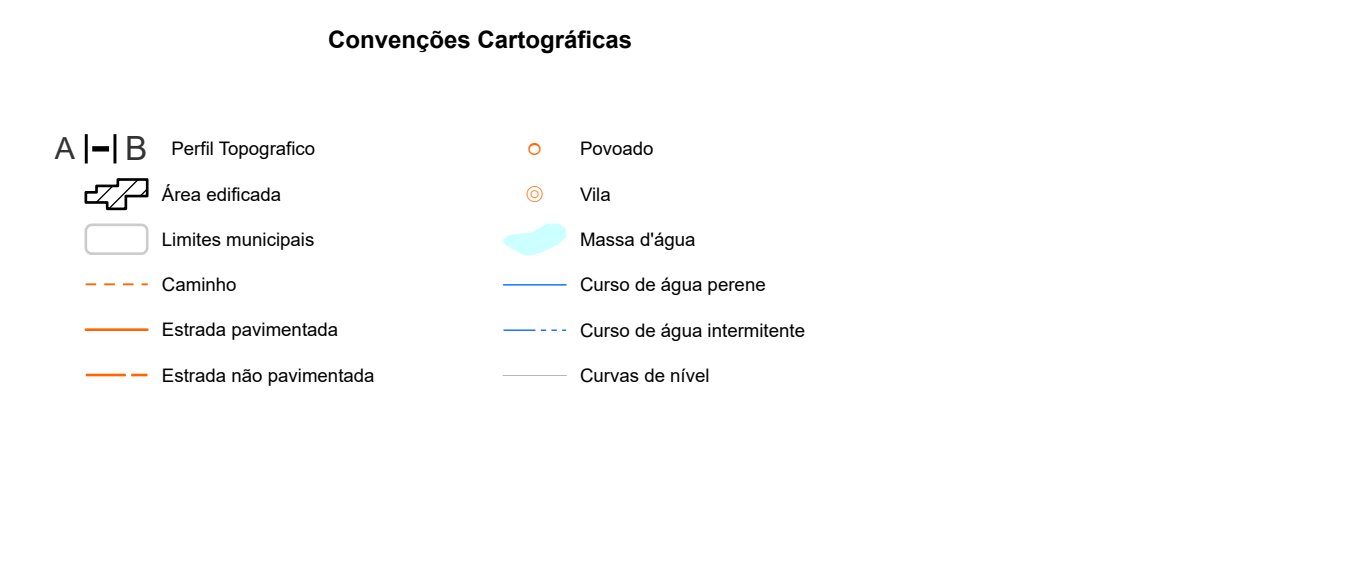 Convenções Cartográficas
A B Perfil Topografico
Área edificada
Limites municipais
Caminho
Estrada pavimentada
Estrada não pavimentada
Povoado
Vila
Massa d'água
Curso de água perene
Curso de água intermitente
Curvas de nível